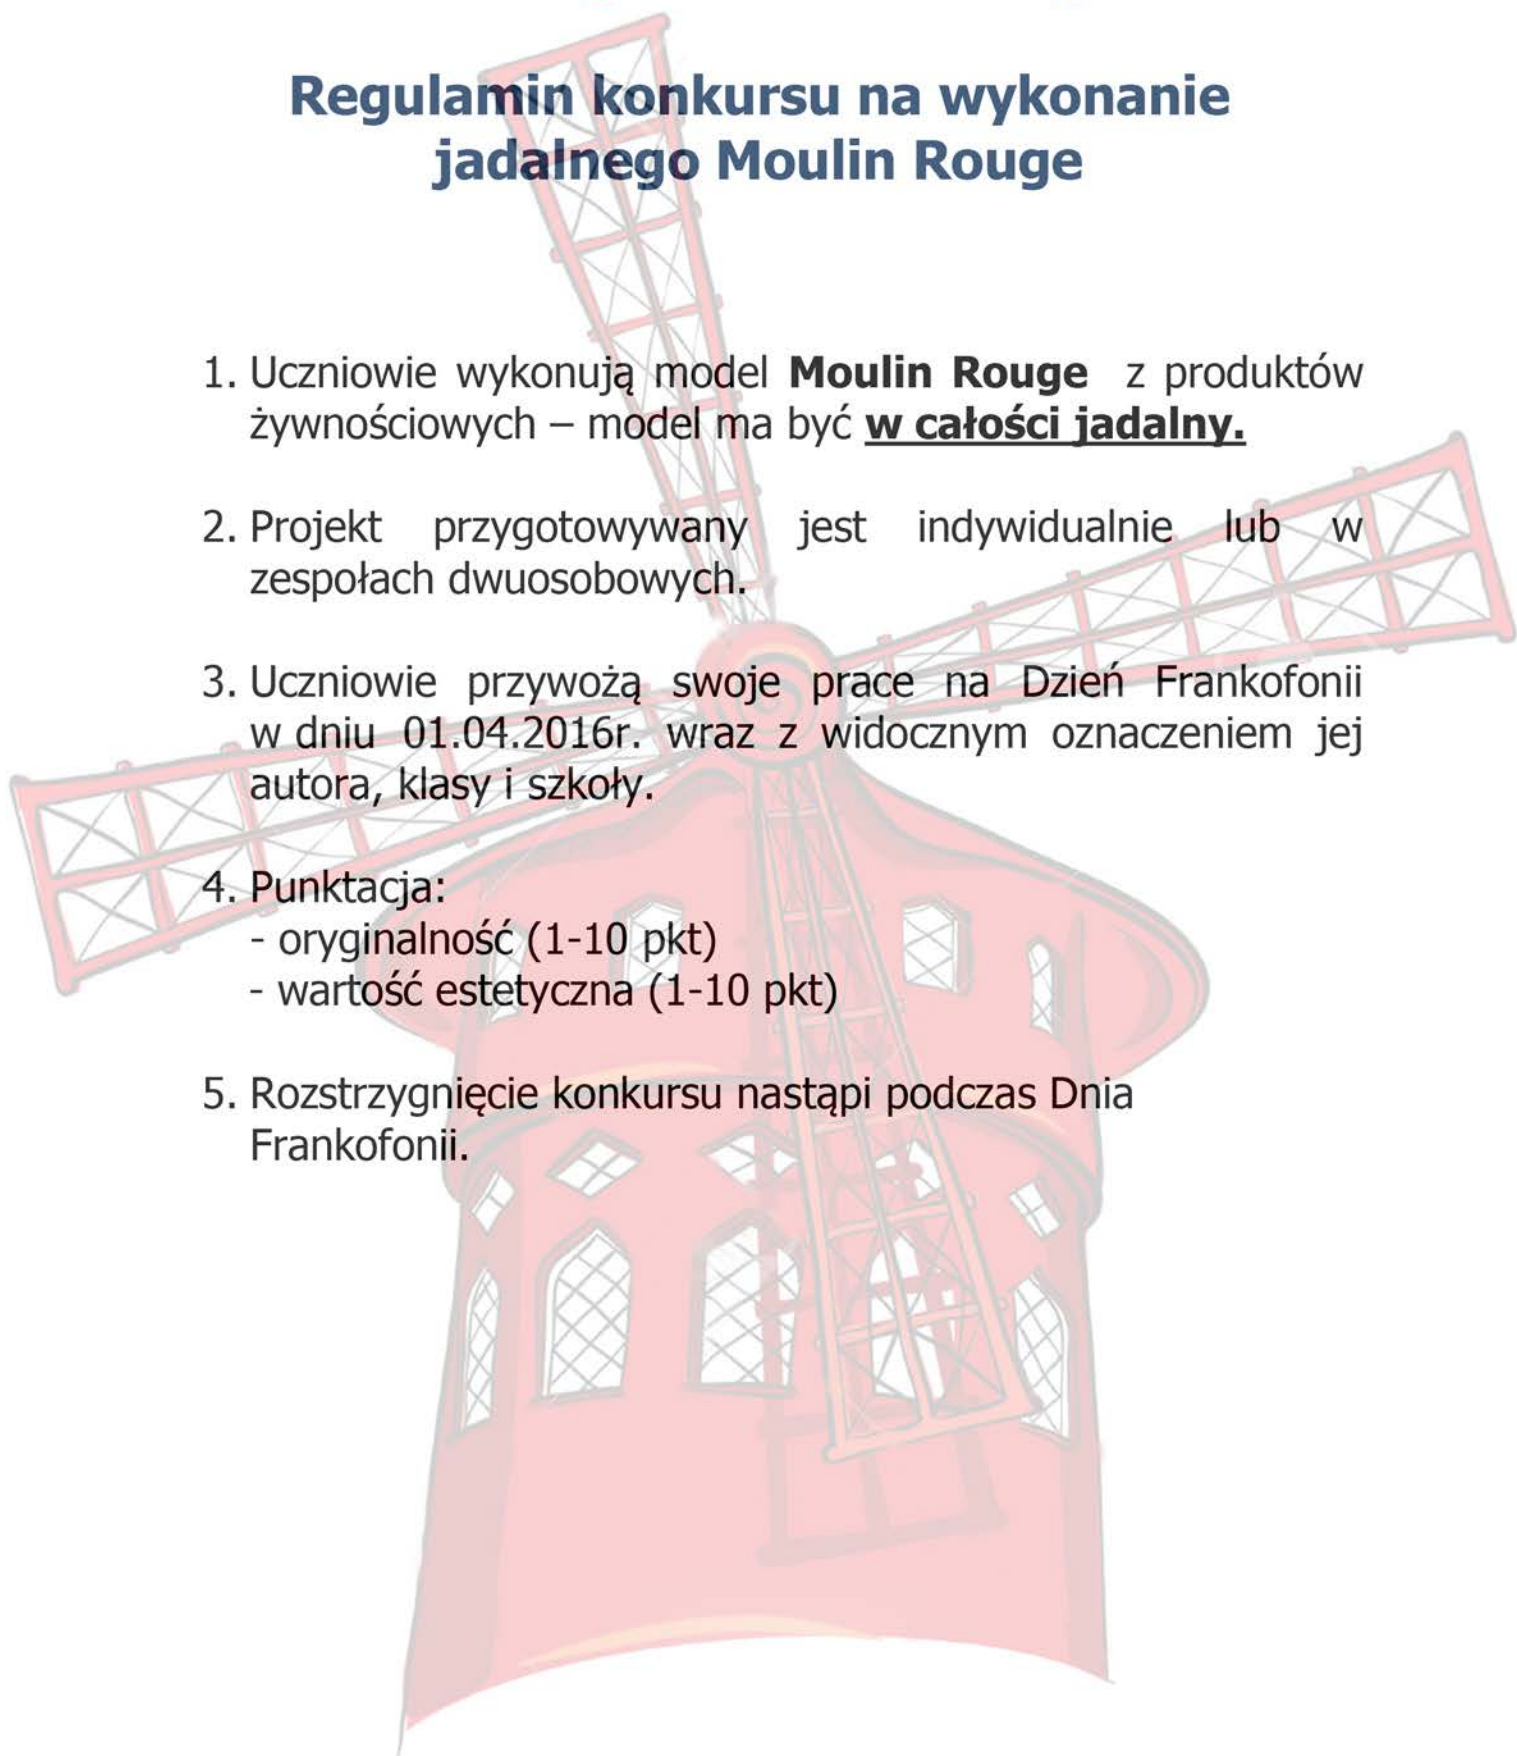 Regulamin konkursu na wykonanie
jadalnego Moulin Rouge
1. Uczniowie wykonują model Moulin Rouge z produktów
żywnościowych – model ma być w całości jadalny.
2. Projekt przygotowywany jest indywidualnie lub w
zespołach dwuosobowych.
3. Uczniowie przywożą swoje prace na Dzień Frankofonii
w dniu 01.04.2016r. wraz z widocznym oznaczeniem jej
autora, klasy i szkoły.
4. Punktacja:
- oryginalność (1-10 pkt)
- wartość estetyczna (1-10 pkt)
5. Rozstrzygnięcie konkursu nastąpi podczas Dnia
Frankofonii.